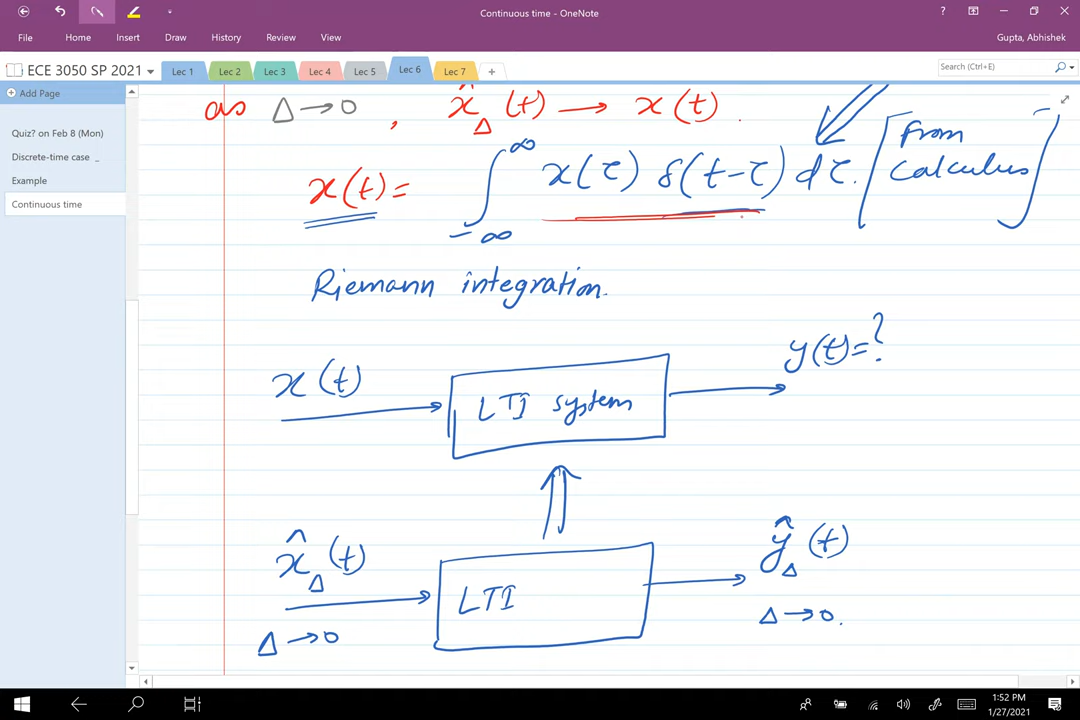 Continuous time - OneNote
Gupta, Abhishek
File Home Insert Draw History Review View
ECE 3050 SP 2021
Lec 1 Lec 2 Lec 3 Lec 4 Lec 5 Lec 6 Lec 7
Search (Ctrl+E)
Add Page
Quiz? on Feb 8 (Mon)
Discrete-time case _
Example
Continuous time
as Δ→0 , x̂_Δ(t) → x(t).
x(t) = ∫_{-∞}^{∞} x(τ) δ(t-τ) dτ. [From
calculus]
Riemann integration.
x(t) LTI system y(t)=?
x̂_Δ(t) LTI ŷ_Δ(t)
Δ→0 Δ→0.
1:52 PM
1/27/2021